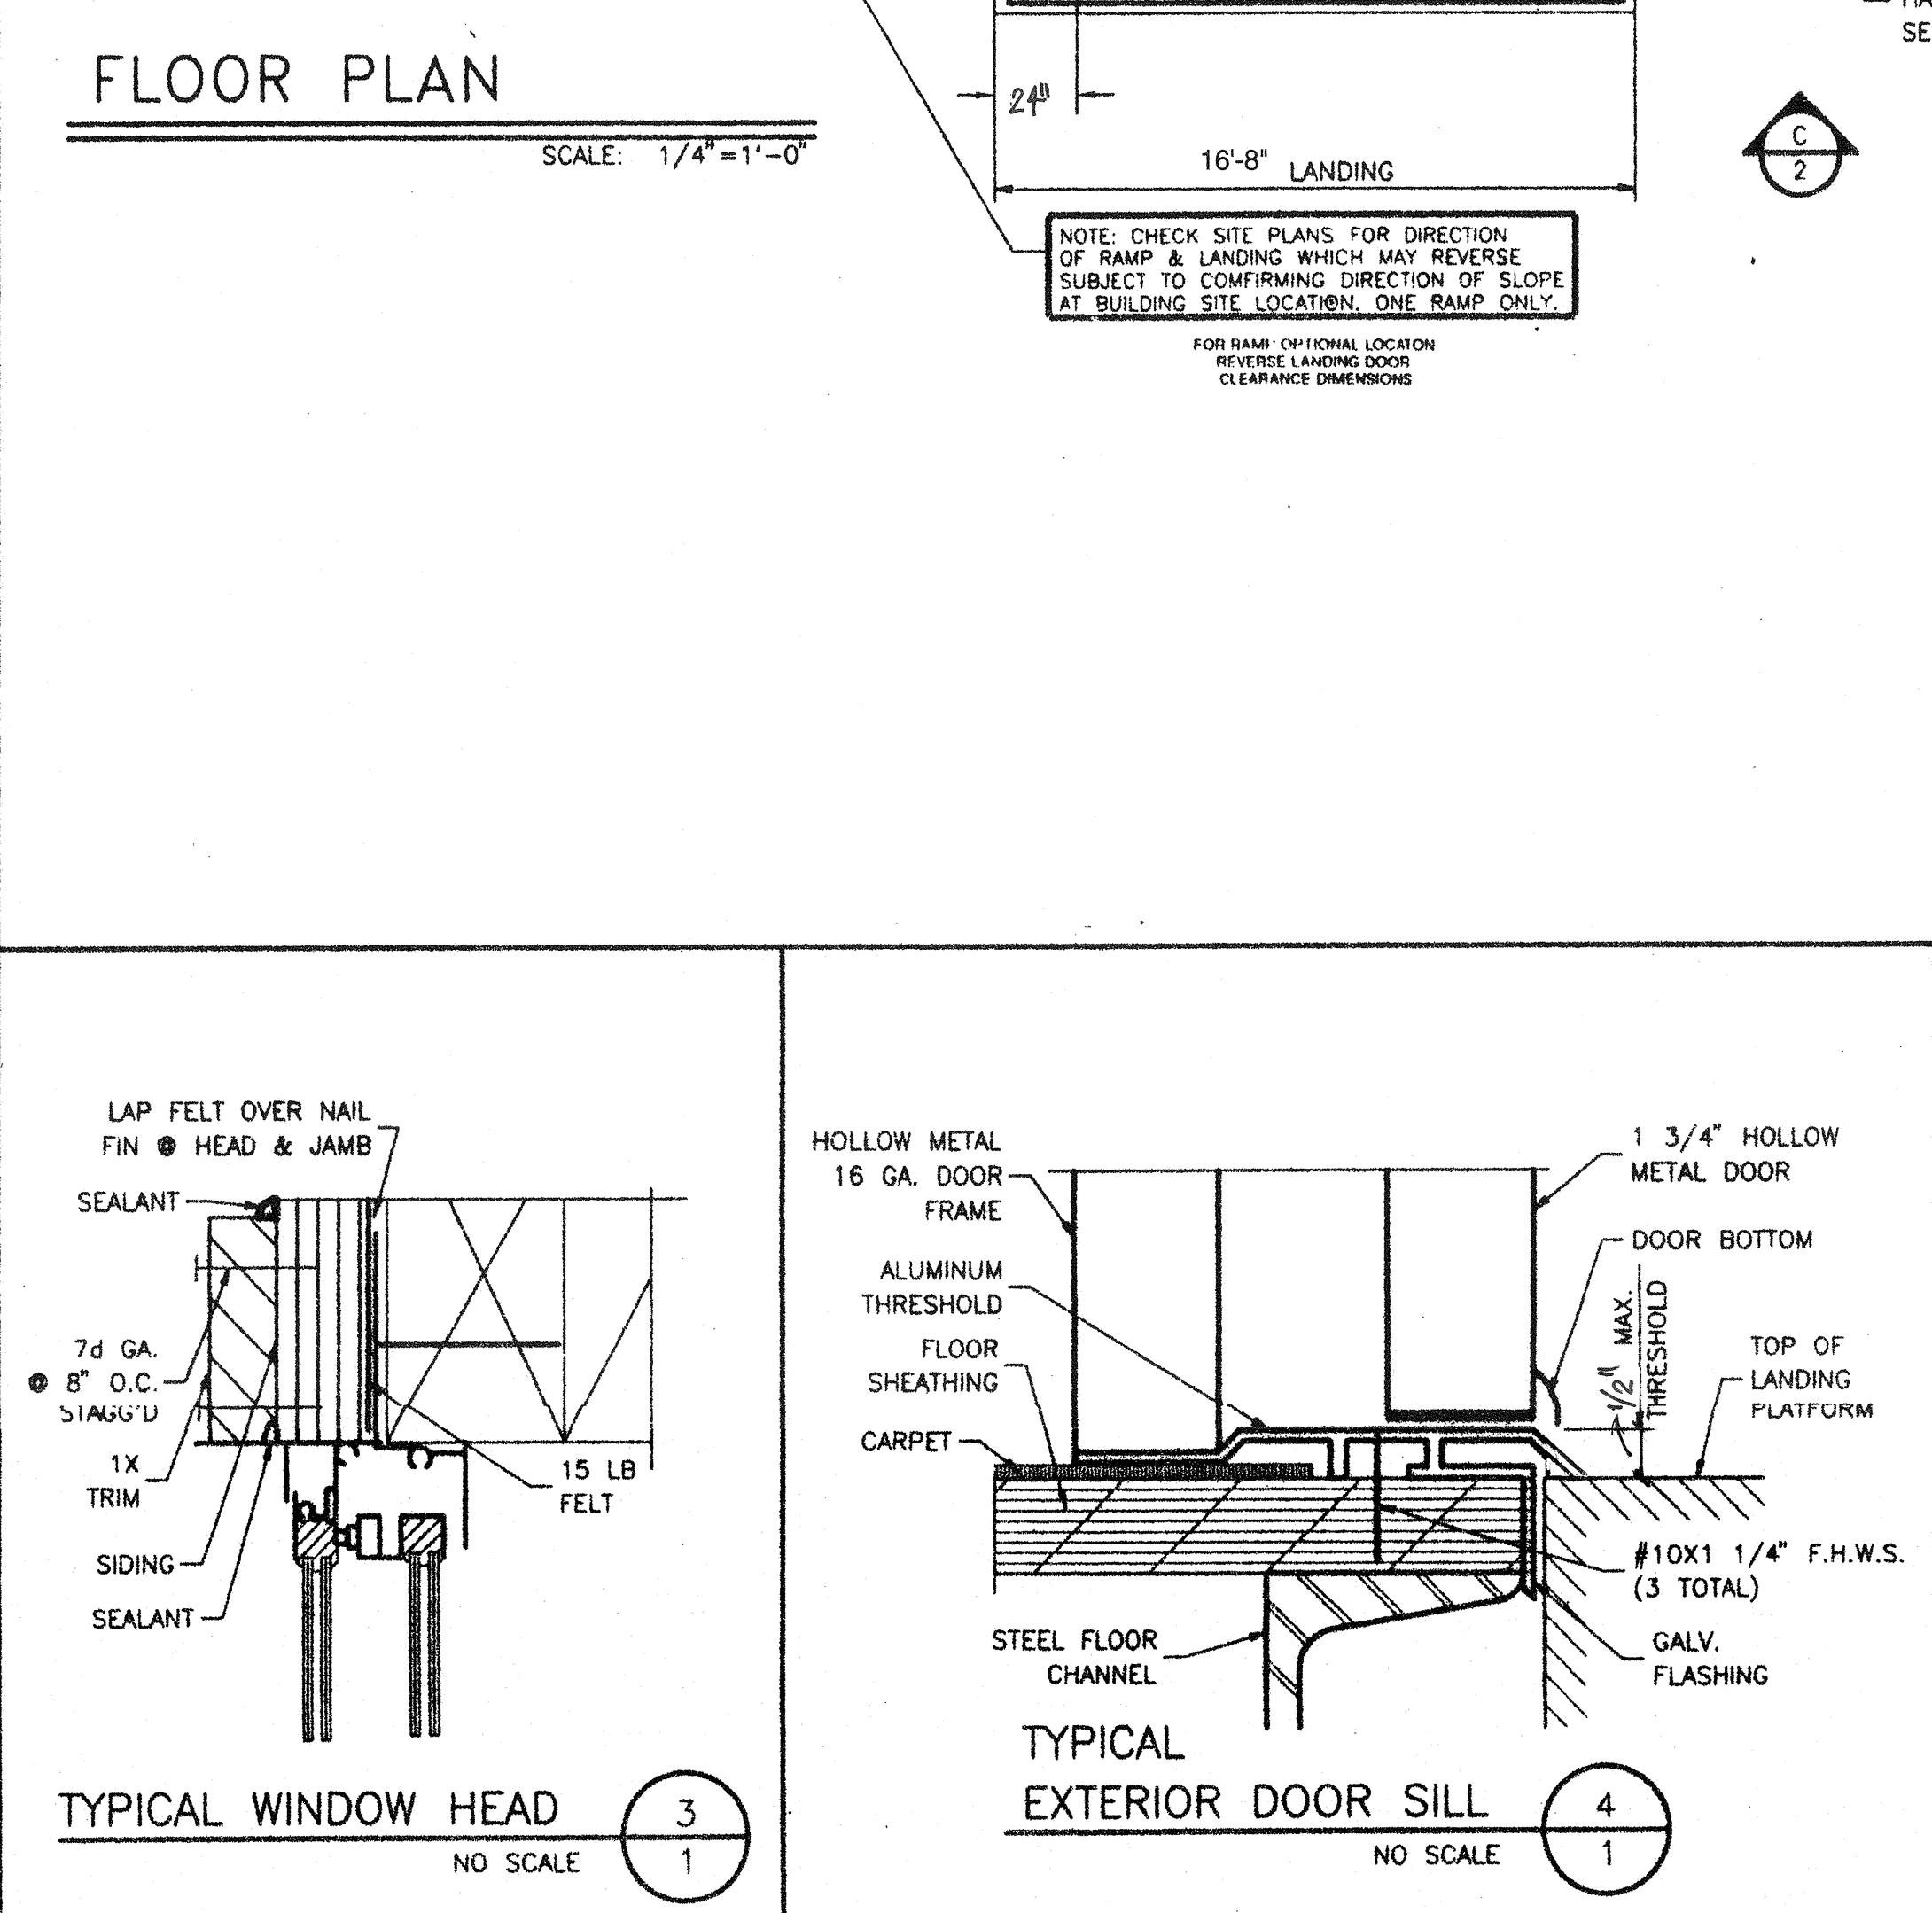 FLOOR PLAN
SCALE: 1/4"=1'-0"
SE
24"
16'-8" LANDING
C
2
NOTE: CHECK SITE PLANS FOR DIRECTION
OF RAMP & LANDING WHICH MAY REVERSE
SUBJECT TO COMFIRMING DIRECTION OF SLOPE
AT BUILDING SITE LOCATION. ONE RAMP ONLY.
FOR RAMP OPTIONAL LOCATON
REVERSE LANDING DOOR
CLEARANCE DIMENSIONS
LAP FELT OVER NAIL
FIN @ HEAD & JAMB
SEALANT
7d GA.
@ 8" O.C.
STAGG'D
1X
TRIM
SIDING
SEALANT
15 LB
FELT
TYPICAL WINDOW HEAD
NO SCALE
3
1
HOLLOW METAL
16 GA. DOOR
FRAME
ALUMINUM
THRESHOLD
FLOOR
SHEATHING
CARPET
STEEL FLOOR
CHANNEL
1 3/4" HOLLOW
METAL DOOR
DOOR BOTTOM
1/2" MAX.
THRESHOLD
TOP OF
LANDING
PLATFORM
#10X1 1/4" F.H.W.S.
(3 TOTAL)
GALV.
FLASHING
TYPICAL
EXTERIOR DOOR SILL
NO SCALE
4
1